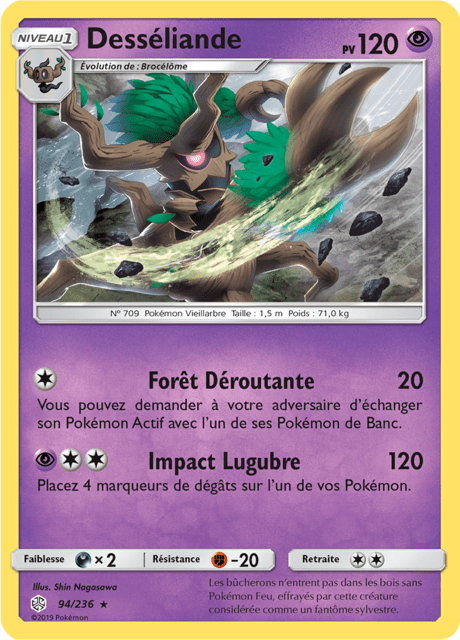 NIVEAU 1
Desséliande
PV 120
Évolution de : Brocélôme
N° 709 Pokémon Vieillarbre Taille : 1,5 m Poids : 71,0 kg
Forêt Déroutante 20
Vous pouvez demander à votre adversaire d'échanger
son Pokémon Actif avec l'un de ses Pokémon de Banc.
Impact Lugubre 120
Placez 4 marqueurs de dégâts sur l'un de vos Pokémon.
Faiblesse × 2 Résistance -20 Retraite
Illus. Shin Nagasawa
94/236 ★
©2019 Pokémon
Les bûcherons n'entrent pas dans les bois sans
Pokémon Feu, effrayés par cette créature
considérée comme un fantôme sylvestre.